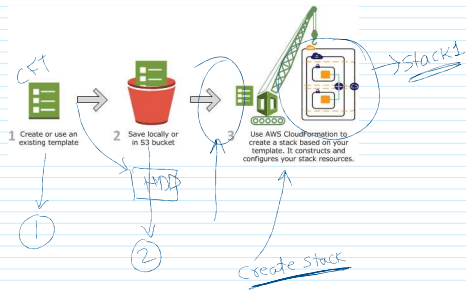 CFT
Stack1
1 Create or use an
existing template
2 Save locally or
in S3 bucket
3 Use AWS CloudFormation to
create a stack based on your
template. It constructs and
configures your stack resources.
HDD
1
2
Create Stack